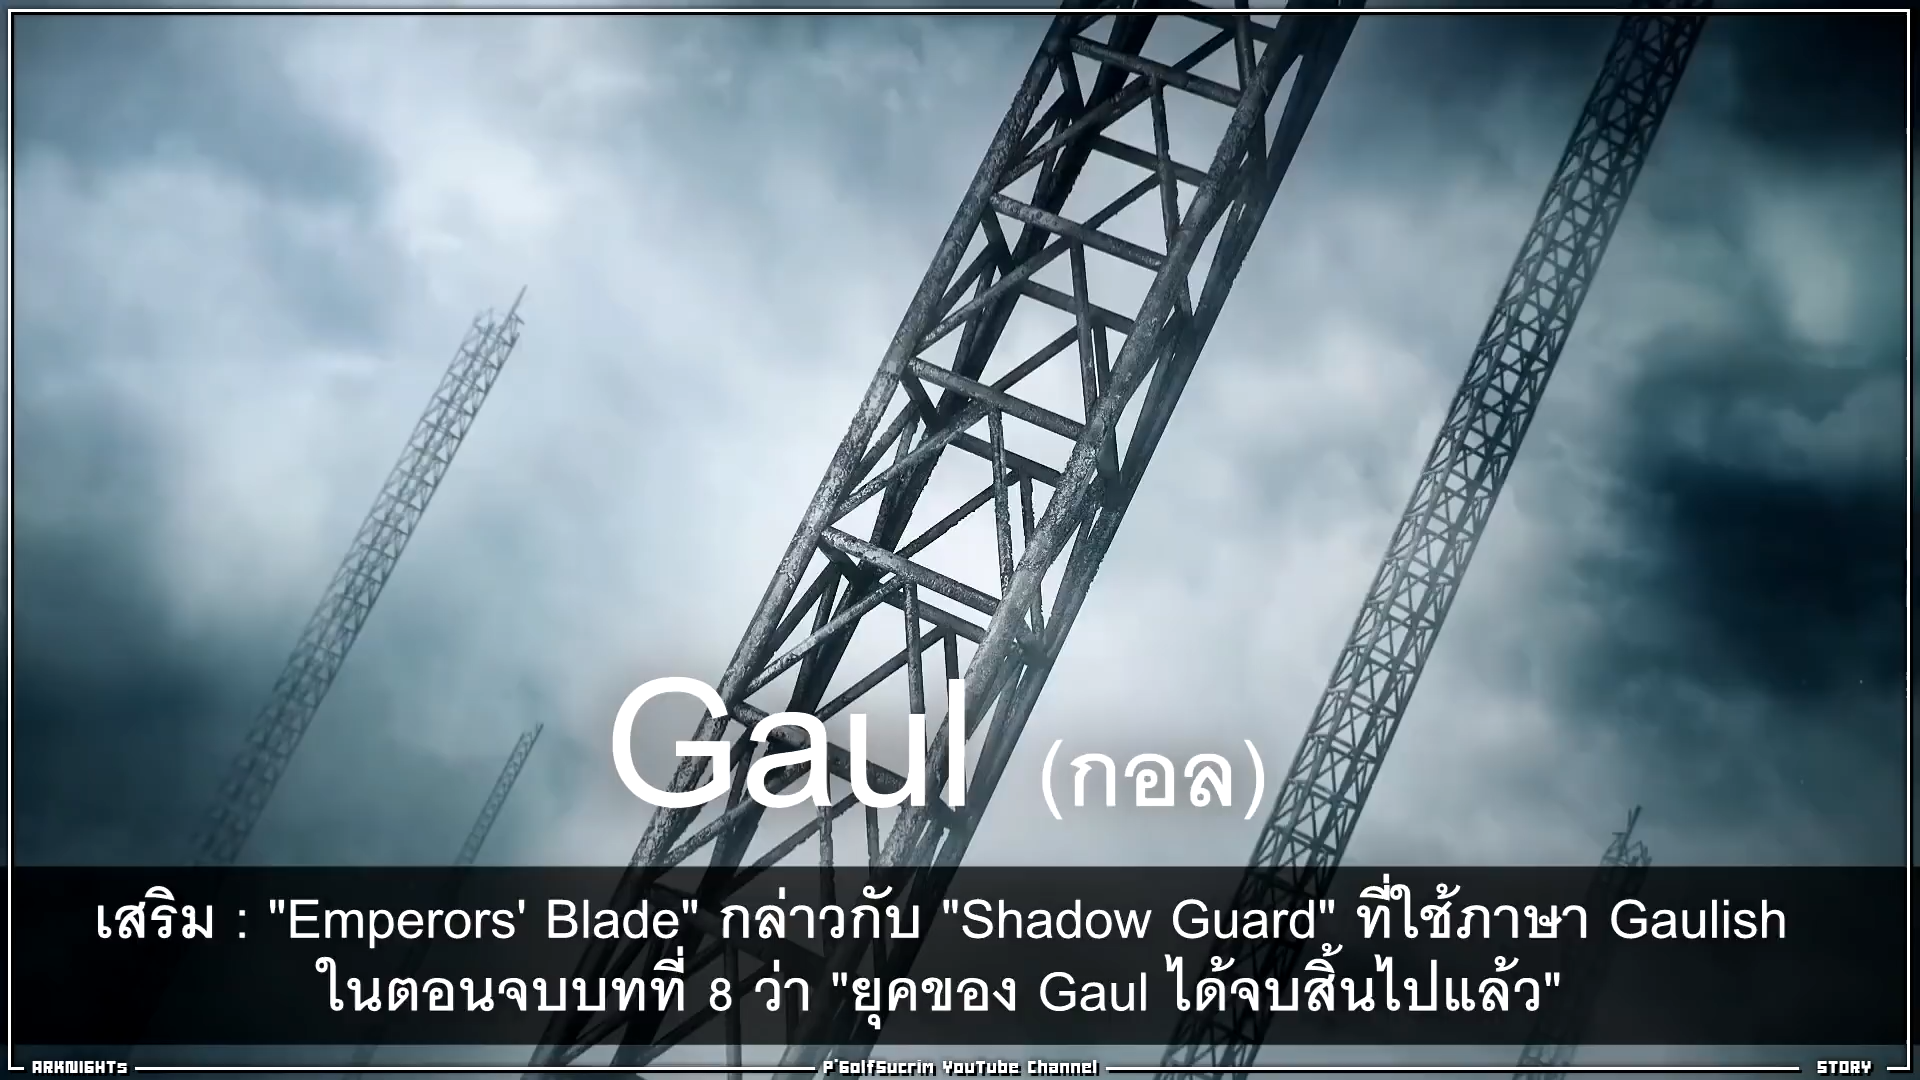 Gaul (กอล)
เสริม : "Emperors' Blade" กล่าวกับ "Shadow Guard" ที่ใช้ภาษา Gaulish
ในตอนจบบทที่ 8 ว่า "ยุคของ Gaul ได้จบสิ้นไปแล้ว"
ARKNIGHTS P'GolfSucrim YouTube Channel STORY